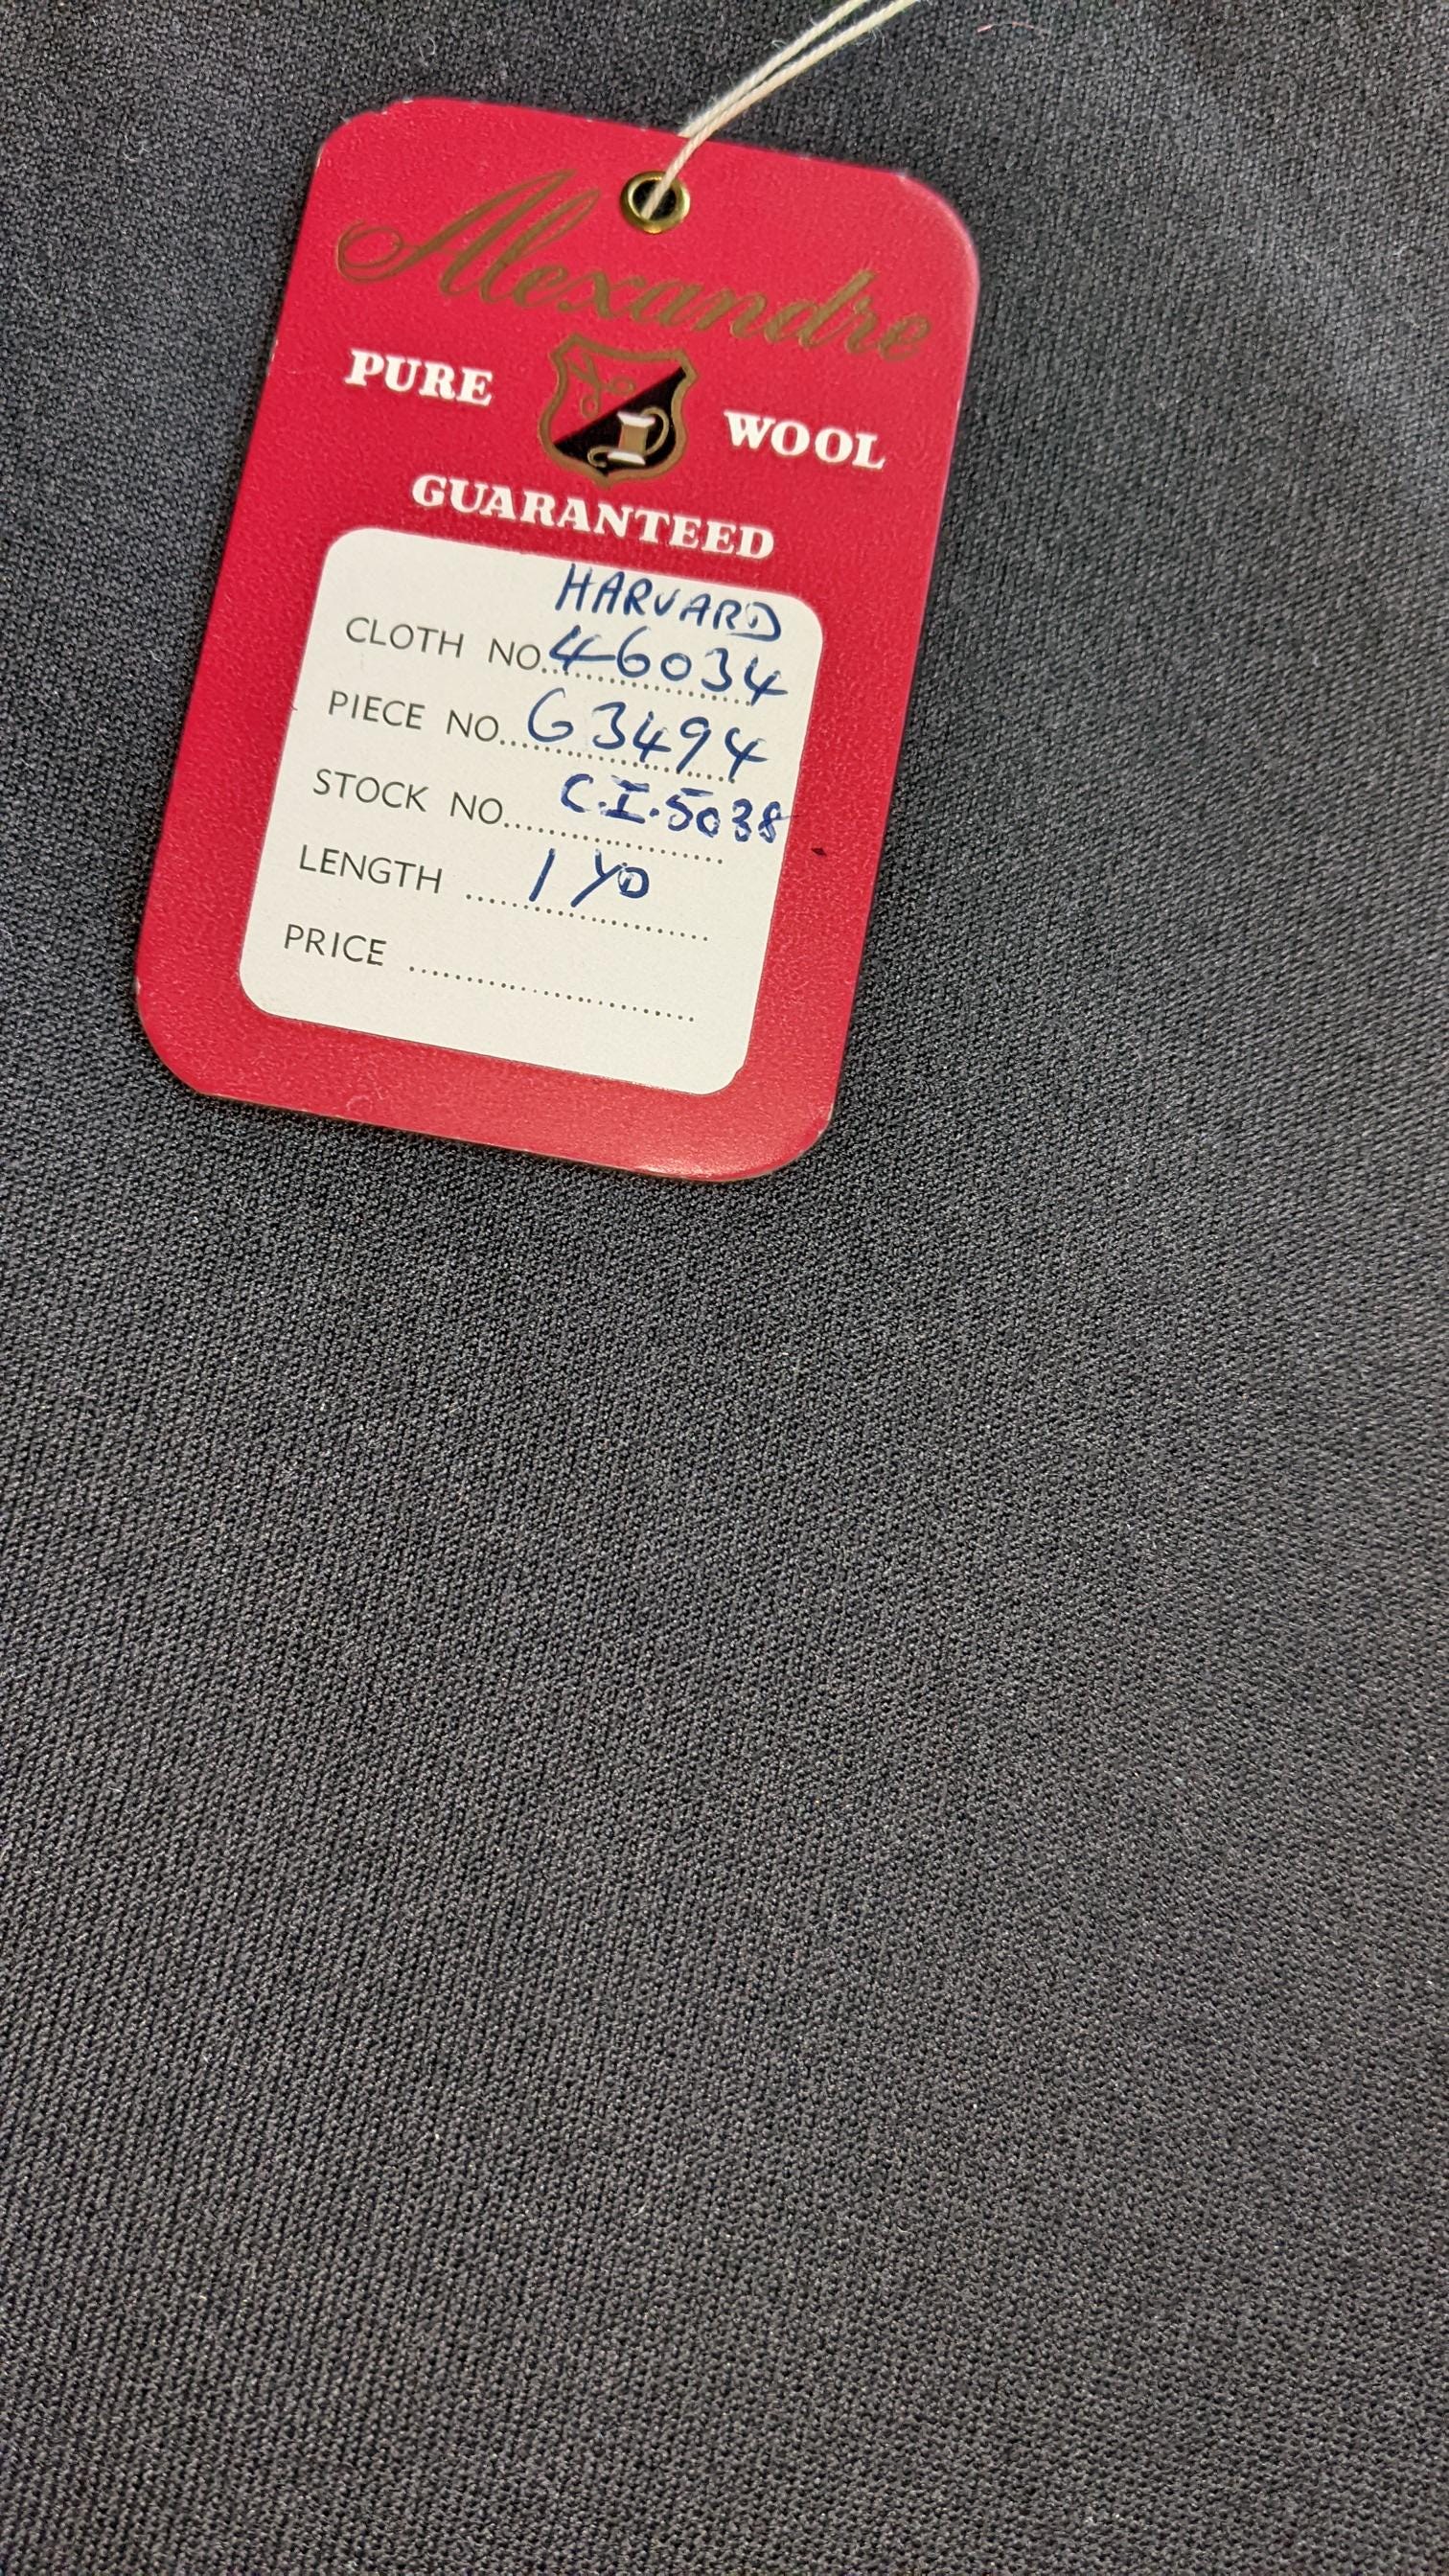 Alexandre
PURE WOOL
GUARANTEED
HARVARD
CLOTH NO. 46034
PIECE NO. G3494
STOCK NO. C.I.5038
LENGTH 1 YD
PRICE